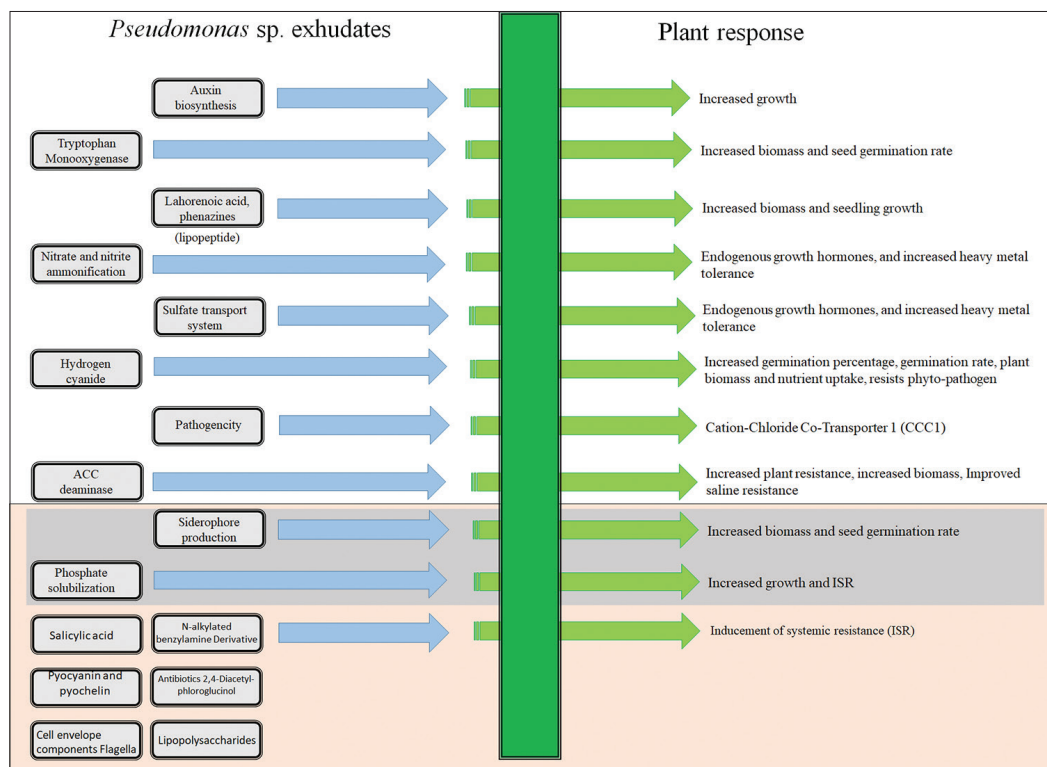 Pseudomonas sp. exhudates
Plant response
Auxin
biosynthesis
Increased growth
Tryptophan
Monooxygenase
Increased biomass and seed germination rate
Lahorenoic acid,
phenazines
(lipopeptide)
Increased biomass and seedling growth
Nitrate and nitrite
ammonification
Endogenous growth hormones, and increased heavy metal
tolerance
Sulfate transport
system
Endogenous growth hormones, and increased heavy metal
tolerance
Hydrogen
cyanide
Increased germination percentage, germination rate, plant
biomass and nutrient uptake, resists phyto-pathogen
Pathogencity
Cation-Chloride Co-Transporter 1 (CCC1)
ACC
deaminase
Increased plant resistance, increased biomass, Improved
saline resistance
Siderophore
production
Increased biomass and seed germination rate
Phosphate
solubilization
Increased growth and ISR
Salicylic acid
N-alkylated
benzylamine Derivative
Inducement of systemic resistance (ISR)
Pyocyanin and
pyochelin
Antibiotics 2,4-Diacetyl-
phloroglucinol
Cell envelope
components Flagella
Lipopolysaccharides